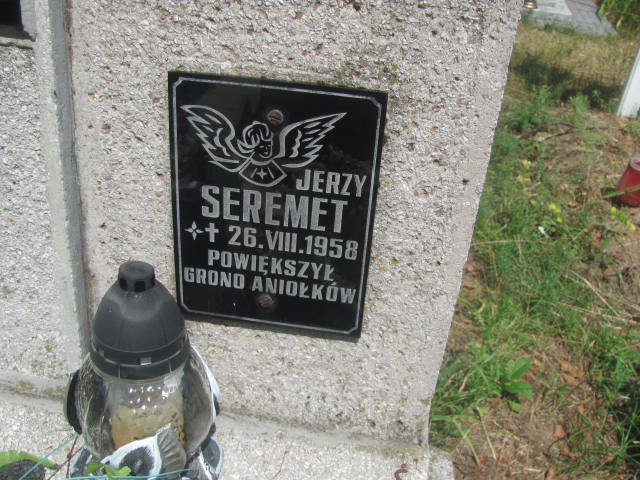 JERZY
SEREMET
✧✝ 26.VIII.1958
POWIĘKSZYŁ
GRONO ANIOŁKÓW